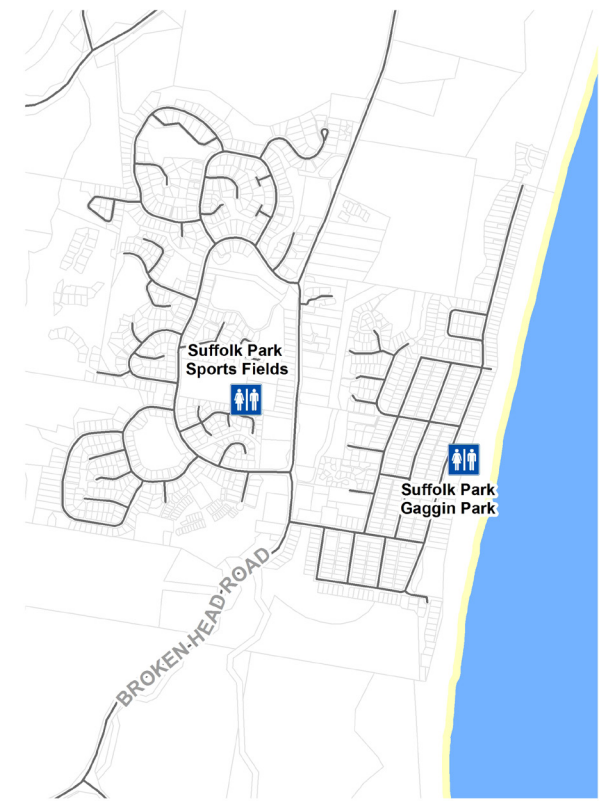 Suffolk Park
Sports Fields
Suffolk Park
Gaggin Park
BROKEN-HEAD-ROAD